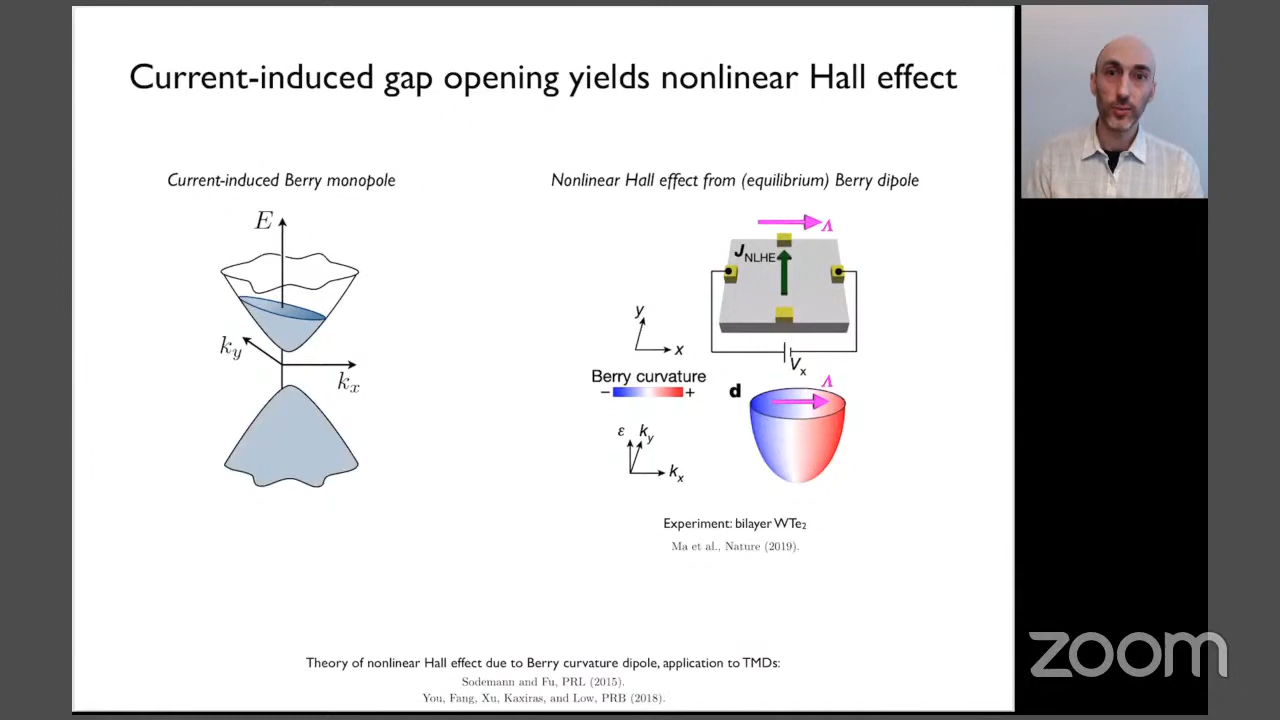 Current-induced gap opening yields nonlinear Hall effect
Current-induced Berry monopole
E
k_y
k_x
Nonlinear Hall effect from (equilibrium) Berry dipole
Λ
J_NLHE
y
x
V_x
Berry curvature
− +
d
Λ
ε k_y
k_x
Experiment: bilayer WTe₂
Ma et al., Nature (2019).
Theory of nonlinear Hall effect due to Berry curvature dipole, application to TMDs:
Sodemann and Fu, PRL (2015).
You, Fang, Xu, Kaxiras, and Low, PRB (2018).
zoom